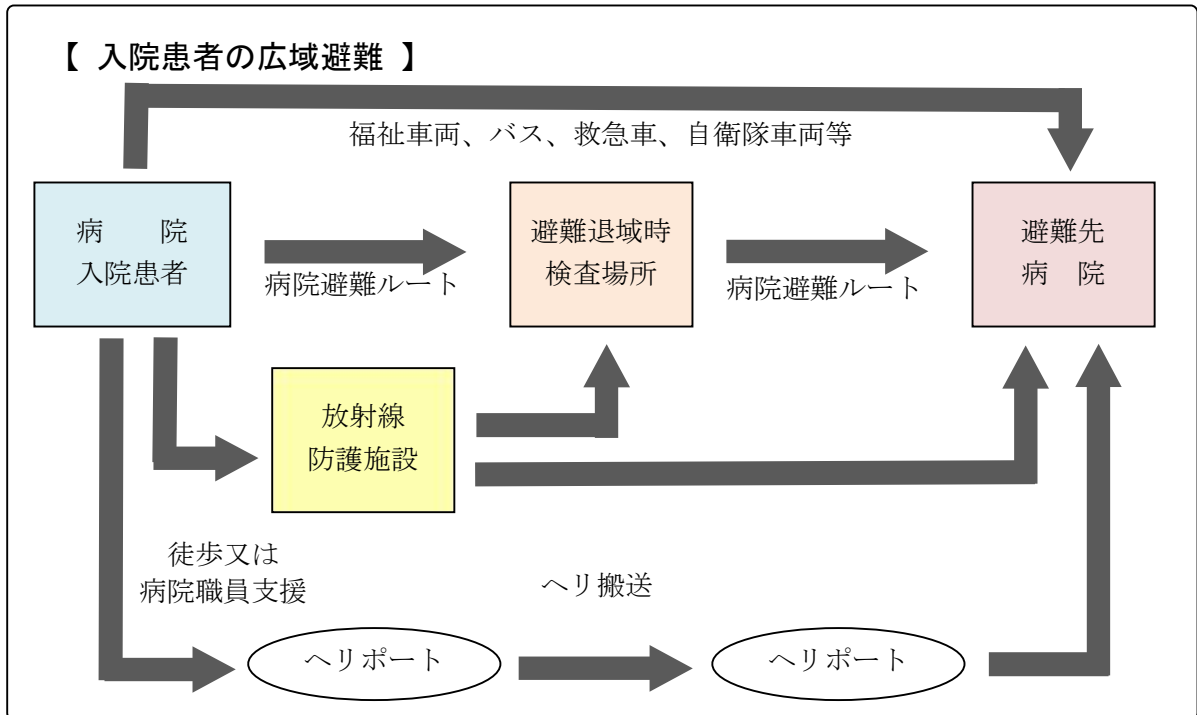 【 入院患者の広域避難 】
福祉車両、バス、救急車、自衛隊車両等
病　　院
入院患者
病院避難ルート
避難退域時
検査場所
病院避難ルート
避難先
病　院
放射線
防護施設
徒歩又は
病院職員支援
ヘリ搬送
ヘリポート
ヘリポート